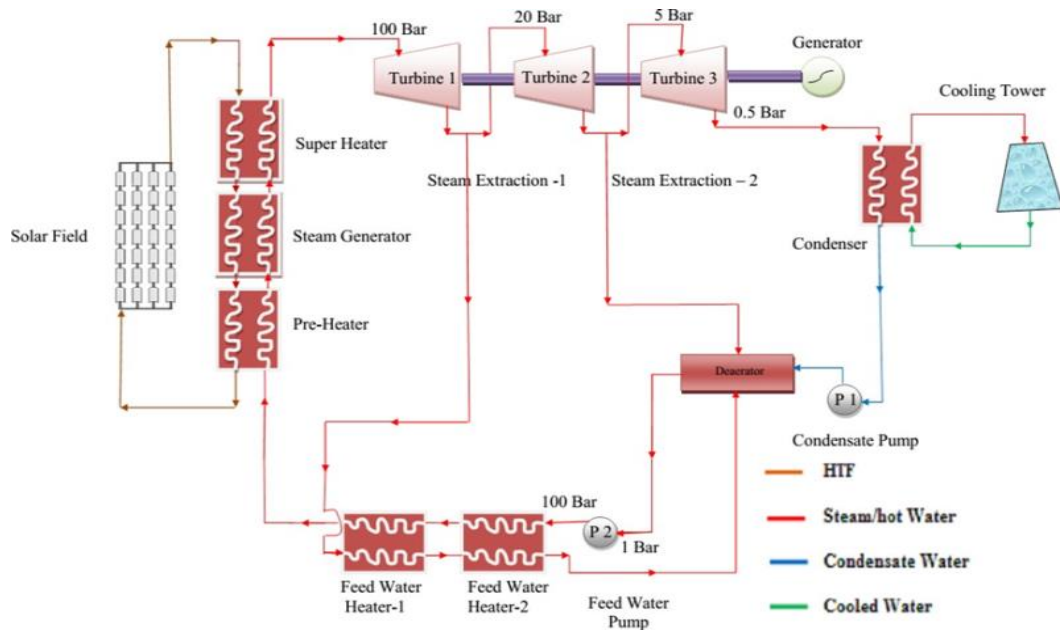 100 Bar
20 Bar
5 Bar
Generator
Turbine 1
Turbine 2
Turbine 3
Cooling Tower
0.5 Bar
Super Heater
Steam Extraction -1
Steam Extraction – 2
Solar Field
Steam Generator
Condenser
Pre-Heater
Deaerator
P 1
Condensate Pump
HTF
100 Bar
Steam/hot Water
P 2
1 Bar
Condensate Water
Feed Water
Heater-1
Feed Water
Heater-2
Feed Water
Pump
Cooled Water